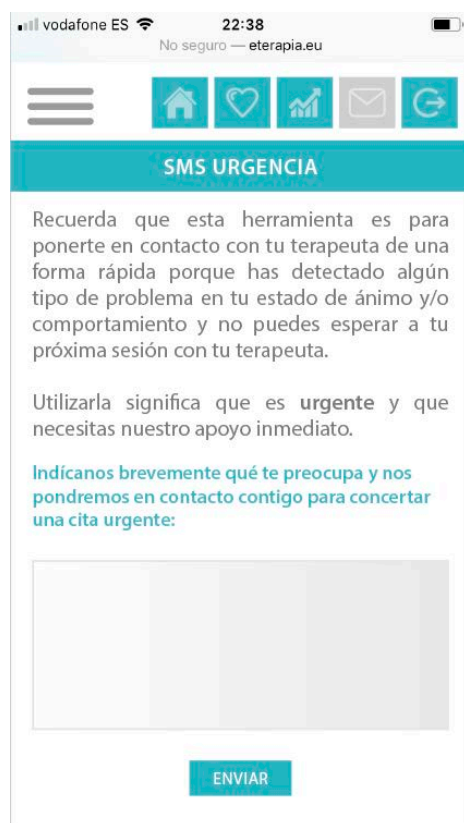 vodafone ES 22:38
No seguro — eterapia.eu
SMS URGENCIA
Recuerda que esta herramienta es para
ponerte en contacto con tu terapeuta de una
forma rápida porque has detectado algún
tipo de problema en tu estado de ánimo y/o
comportamiento y no puedes esperar a tu
próxima sesión con tu terapeuta.
Utilizarla significa que es urgente y que
necesitas nuestro apoyo inmediato.
Indícanos brevemente qué te preocupa y nos
pondremos en contacto contigo para concertar
una cita urgente:
ENVIAR